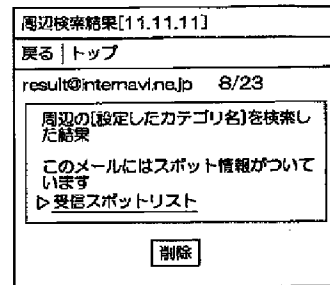 周辺検索結果[11.11.11]
戻る|トップ
result@internavi.ne.jp 8/23
周辺の[設定したカテゴリ名]を検索し
た結果
このメールにはスポット情報がついて
います
▷受信スポットリスト
削除